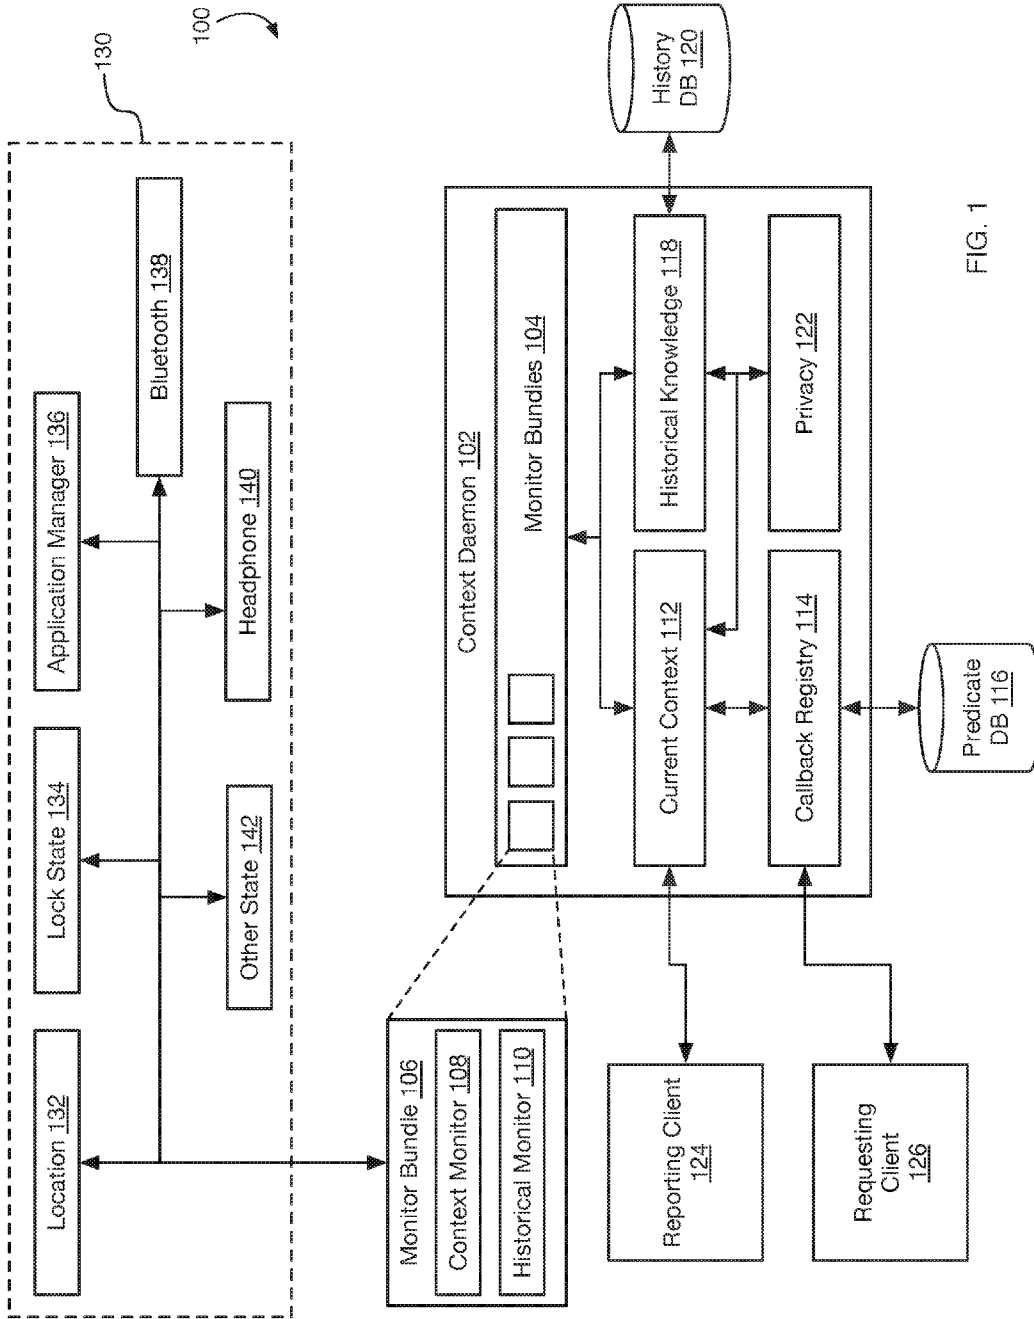 100
130
Location 132
Lock State 134
Application Manager 136
Bluetooth 138
Other State 142
Headphone 140
Monitor Bundle 106
Context Monitor 108
Historical Monitor 110
Context Daemon 102
Monitor Bundles 104
Current Context 112
Historical Knowledge 118
Callback Registry 114
Privacy 122
History
DB 120
Reporting Client
124
Requesting
Client
126
Predicate
DB 116
FIG. 1